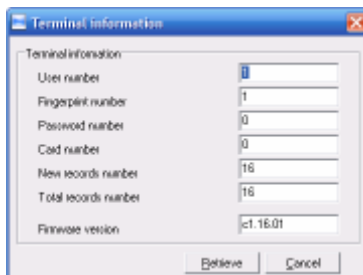 Terminal information
Terminal information
User number 1
Fingerprint number 1
Password number 0
Card number 0
New records number 16
Total records number 16
Firmware version c1.16.01
Retrieve Cancel